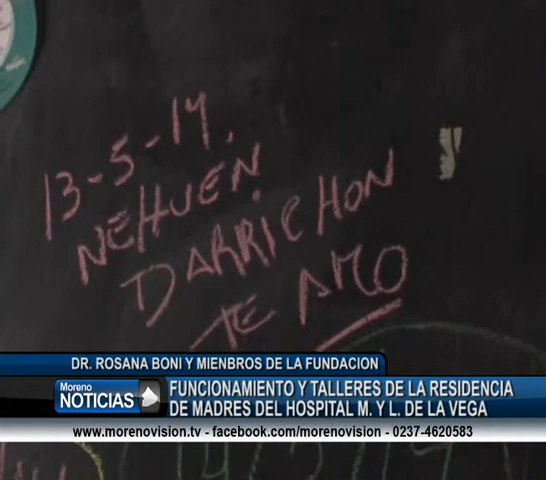 13-5-14.
NEHUEN
DARRICHON
TE AMO
DR. ROSANA BONI Y MIENBROS DE LA FUNDACION
Moreno
NOTICIAS
FUNCIONAMIENTO Y TALLERES DE LA RESIDENCIA
DE MADRES DEL HOSPITAL M. Y L. DE LA VEGA
www.morenovision.tv - facebook.com/morenovision - 0237-4620583